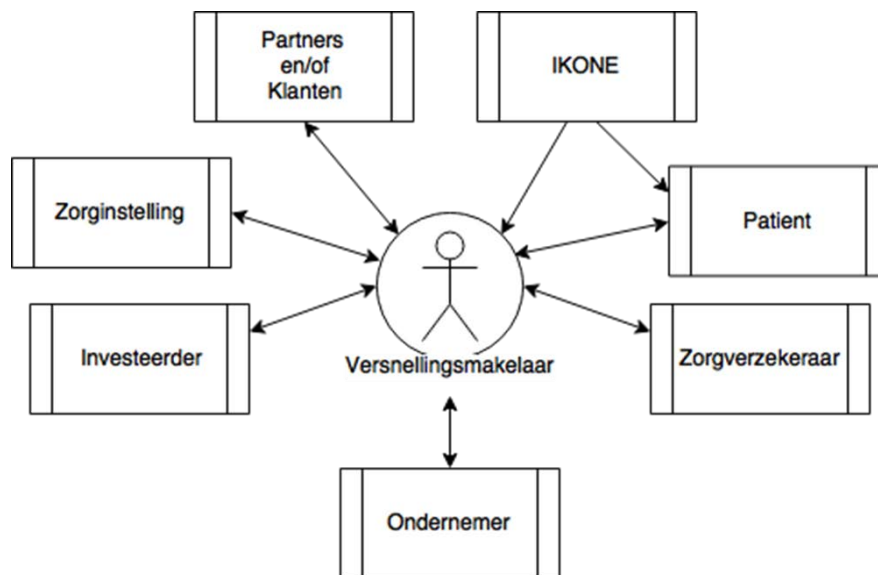 Partners
en/of
Klanten
IKONE
Zorginstelling
Patient
Investeerder
Versnellingsmakelaar
Zorgverzekeraar
Ondernemer